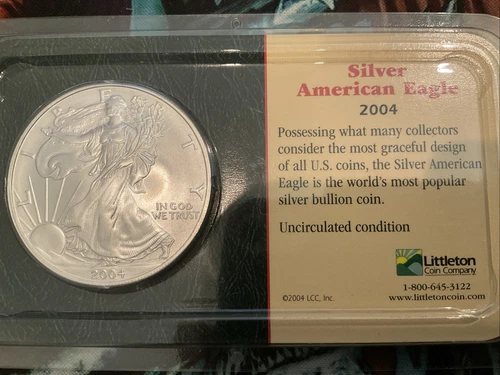 LIBERTY
IN GOD
WE TRUST
2004
Silver
American Eagle
2004
Possessing what many collectors
consider the most graceful design
of all U.S. coins, the Silver American
Eagle is the world's most popular
silver bullion coin.
Uncirculated condition
Littleton
Coin Company
©2004 LCC, Inc.
1-800-645-3122
www.littletoncoin.com